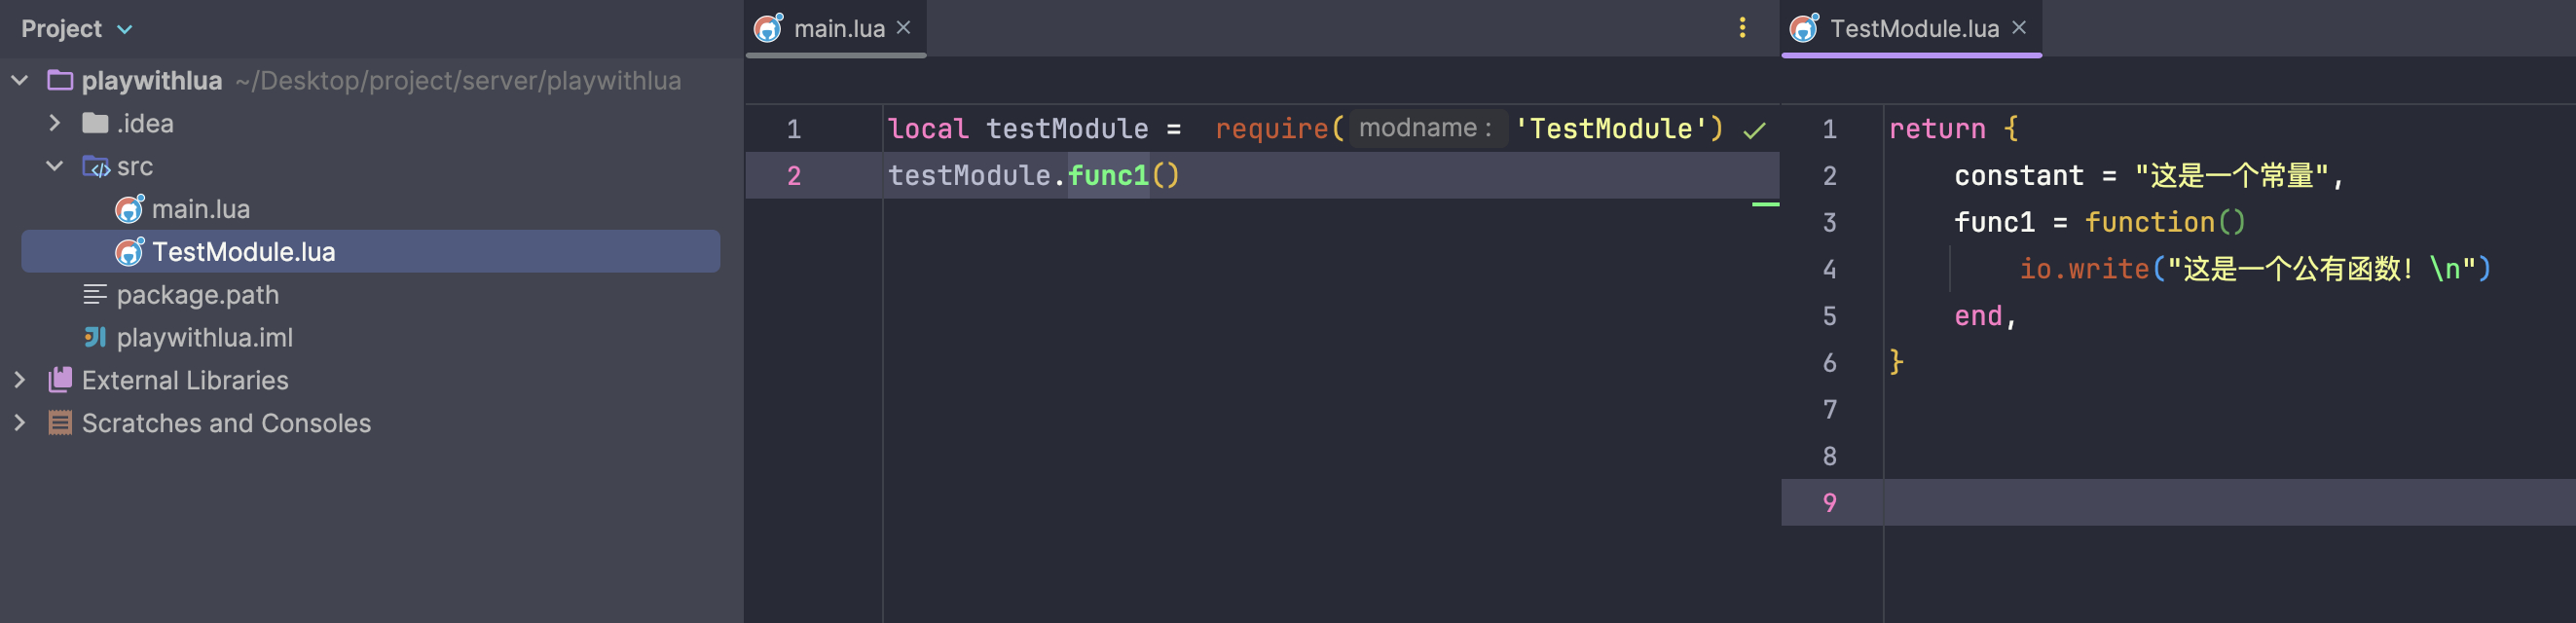 Project
playwithlua ~/Desktop/project/server/playwithlua
.idea
src
main.lua
TestModule.lua
package.path
playwithlua.iml
External Libraries
Scratches and Consoles
main.lua
1 local testModule = require( modname: 'TestModule')
2 testModule.func1()
TestModule.lua
1 return {
2 constant = "这是一个常量",
3 func1 = function()
4 io.write("这是一个公有函数！\n")
5 end,
6 }
7
8
9